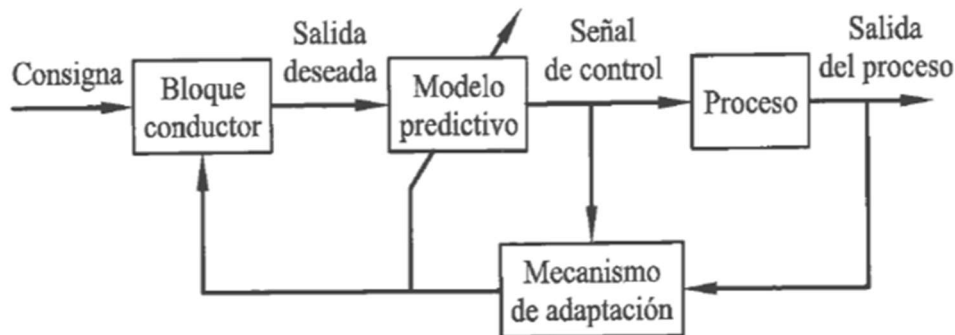 Consigna
Bloque
conductor
Salida
deseada
Modelo
predictivo
Señal
de control
Proceso
Salida
del proceso
Mecanismo
de adaptación